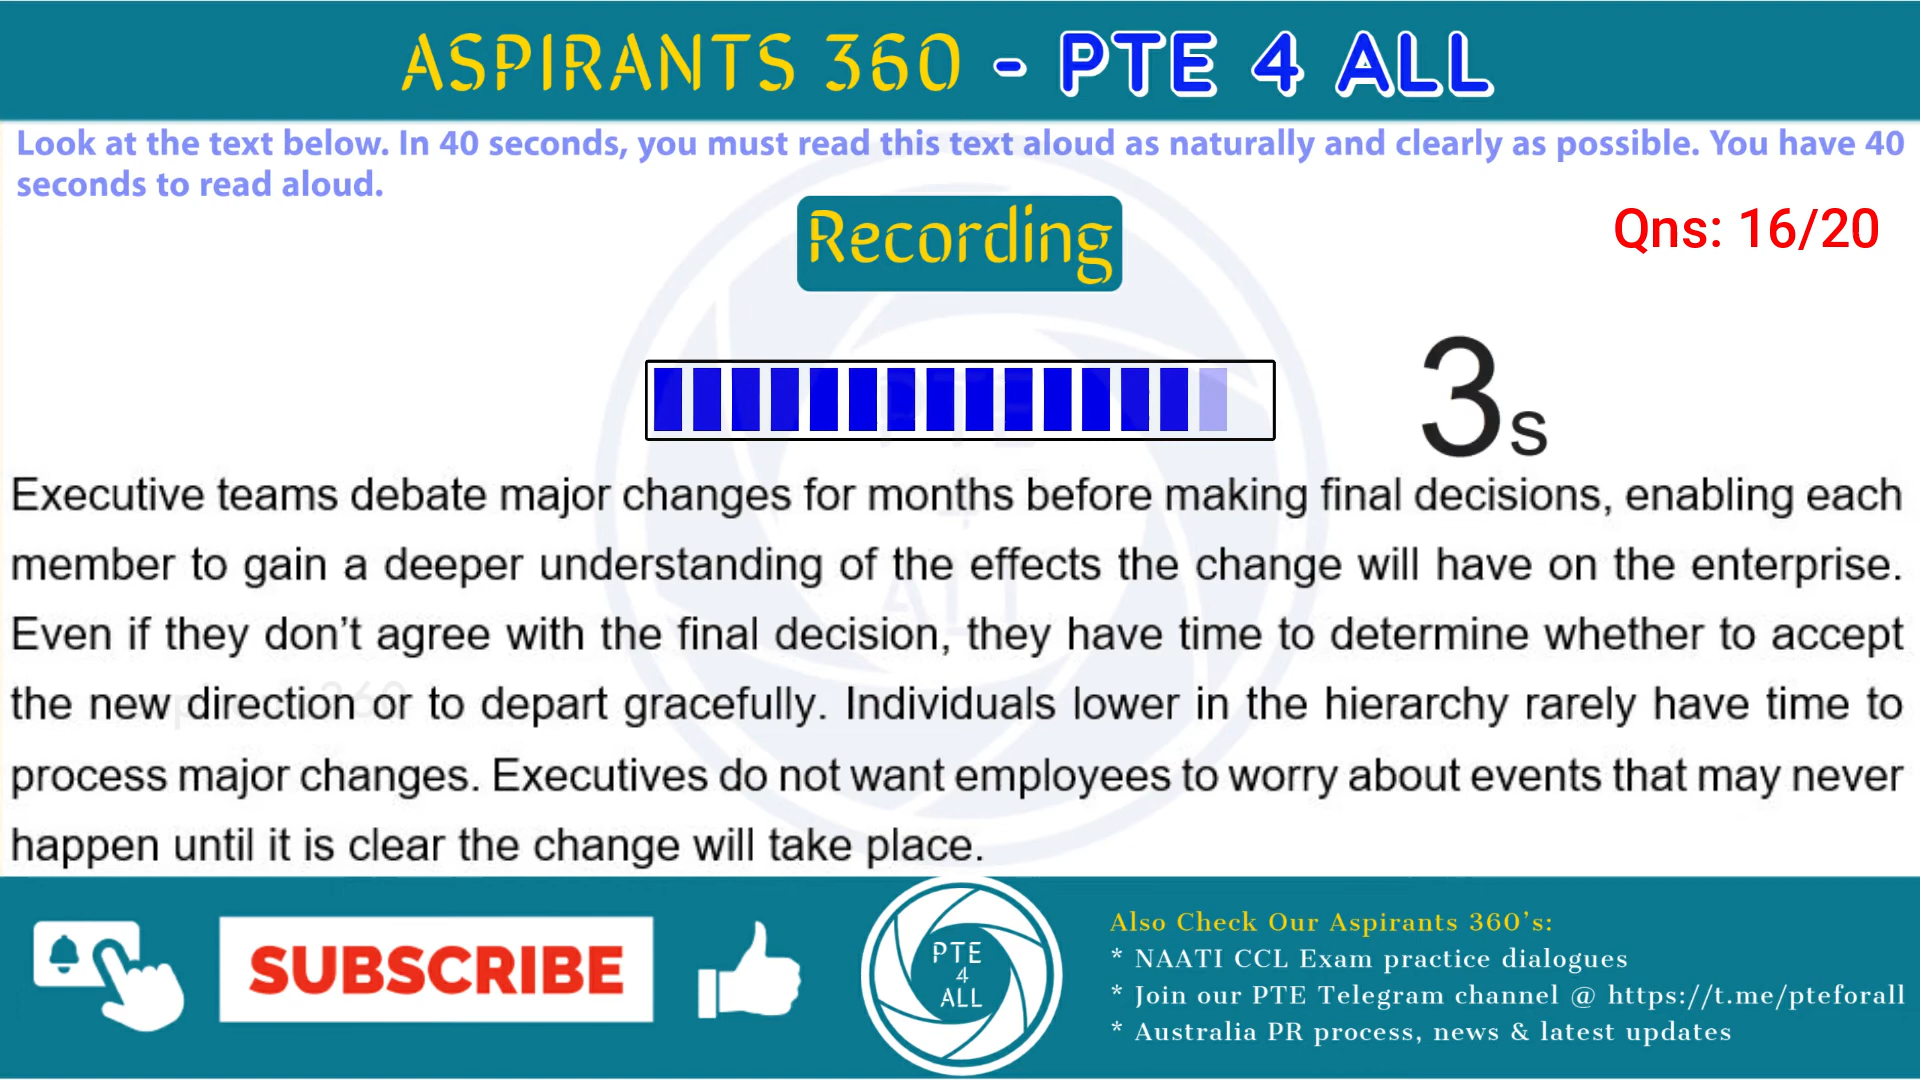 ASPIRANTS 360 - PTE 4 ALL
Look at the text below. In 40 seconds, you must read this text aloud as naturally and clearly as possible. You have 40
seconds to read aloud.
Recording
Qns: 16/20
3s
Executive teams debate major changes for months before making final decisions, enabling each
member to gain a deeper understanding of the effects the change will have on the enterprise.
Even if they don’t agree with the final decision, they have time to determine whether to accept
the new direction or to depart gracefully. Individuals lower in the hierarchy rarely have time to
process major changes. Executives do not want employees to worry about events that may never
happen until it is clear the change will take place.
SUBSCRIBE
PTE
4
ALL
Also Check Our Aspirants 360’s:
* NAATI CCL Exam practice dialogues
* Join our PTE Telegram channel @ https://t.me/pteforall
* Australia PR process, news & latest updates